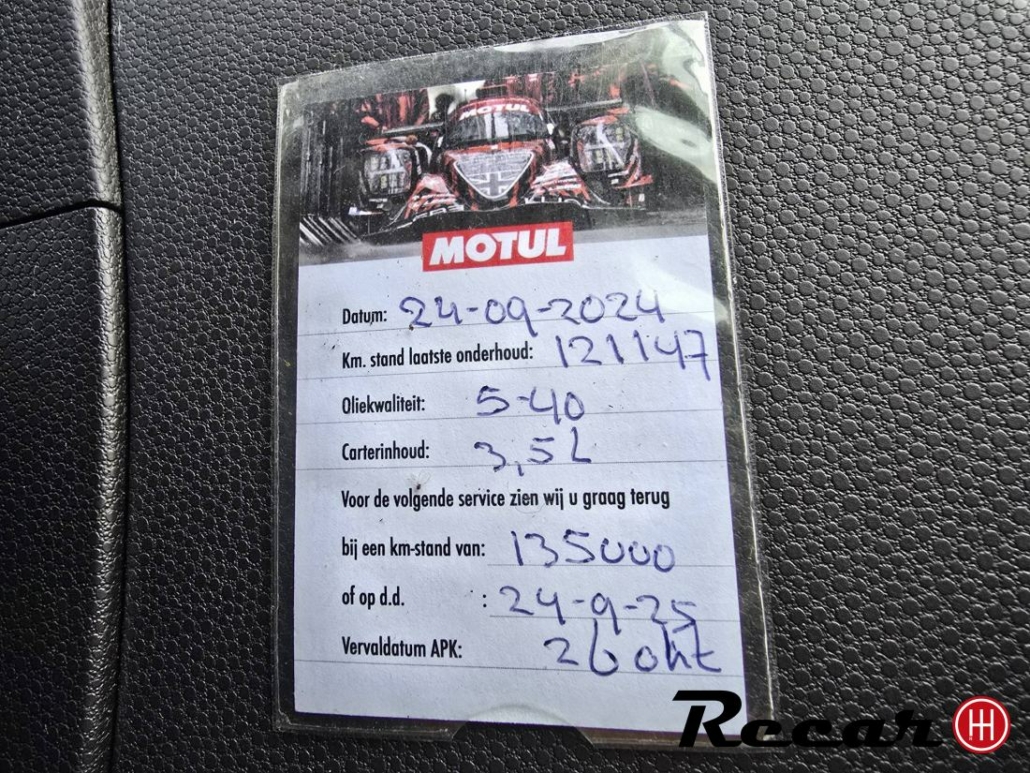 MOTUL
MOTUL
Datum: 24-09-2024
Km. stand laatste onderhoud: 121147
Oliekwaliteit: 5-40
Carterinhoud: 3,5L
Voor de volgende service zien wij u graag terug
bij een km-stand van: 135000
of op d.d. : 24-9-25
Vervaldatum APK: 26 okt
Recar H